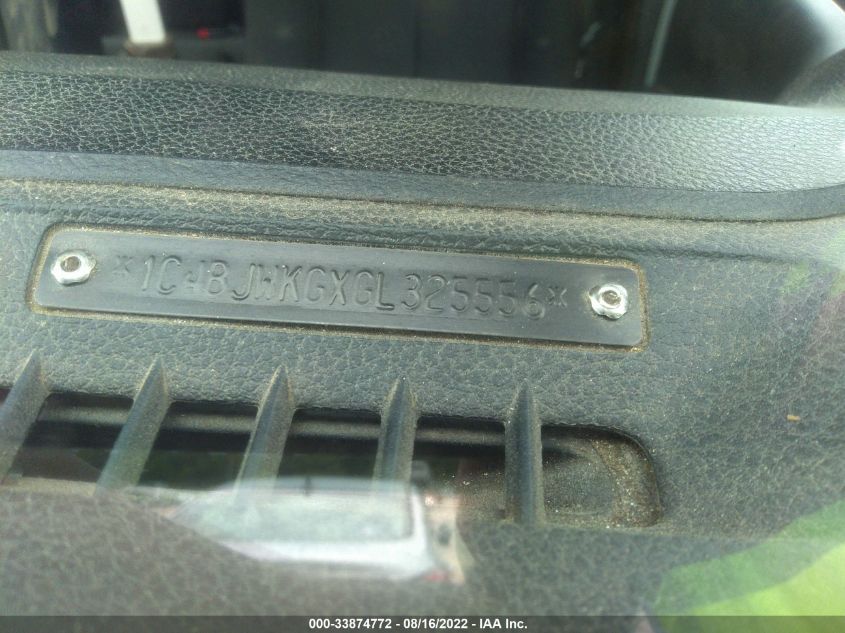 *1C4BJWKGXGL325556*
000-33874772 - 08/16/2022 - IAA Inc.